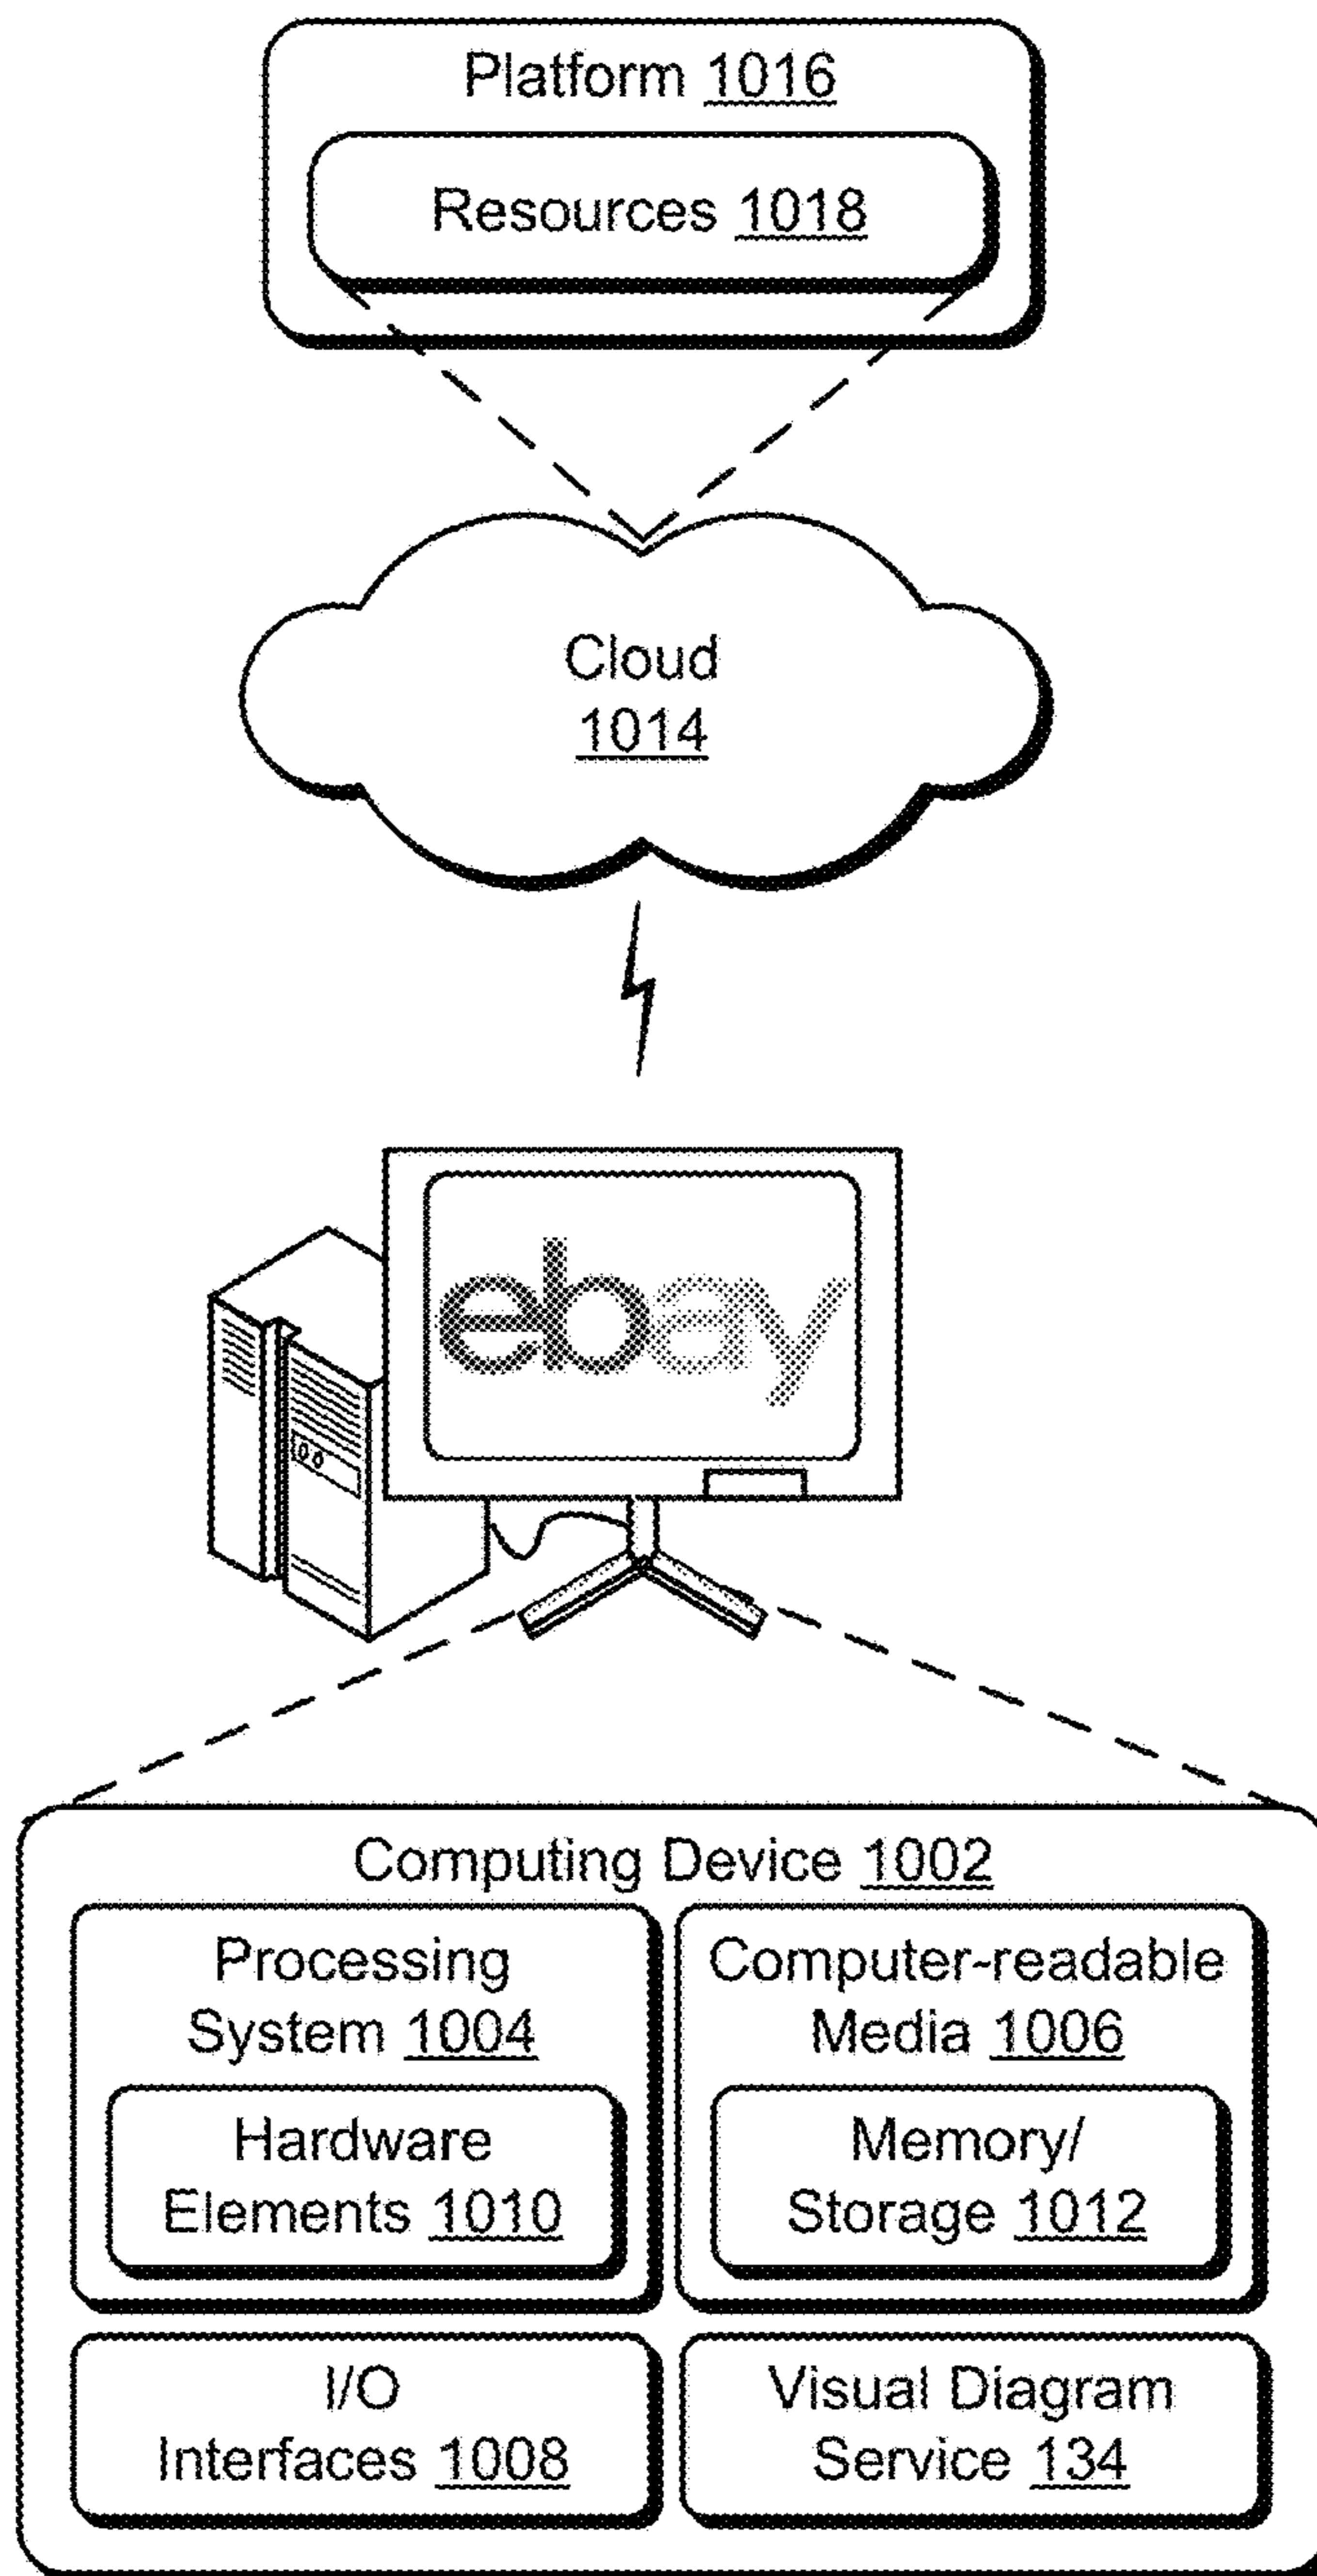 Platform 1016
Resources 1018
Cloud
1014
ebay
Computing Device 1002
Processing
System 1004
Hardware
Elements 1010
Computer-readable
Media 1006
Memory/
Storage 1012
I/O
Interfaces 1008
Visual Diagram
Service 134